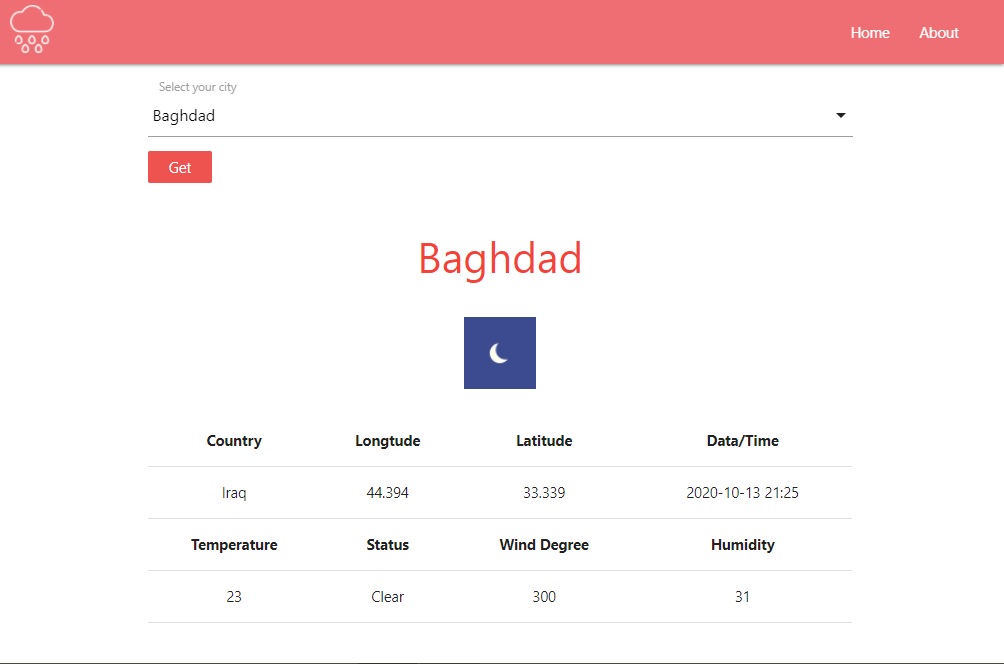 Home About
Select your city
Baghdad
Get
Baghdad
Country Longtude Latitude Data/Time
Iraq 44.394 33.339 2020-10-13 21:25
Temperature Status Wind Degree Humidity
23 Clear 300 31